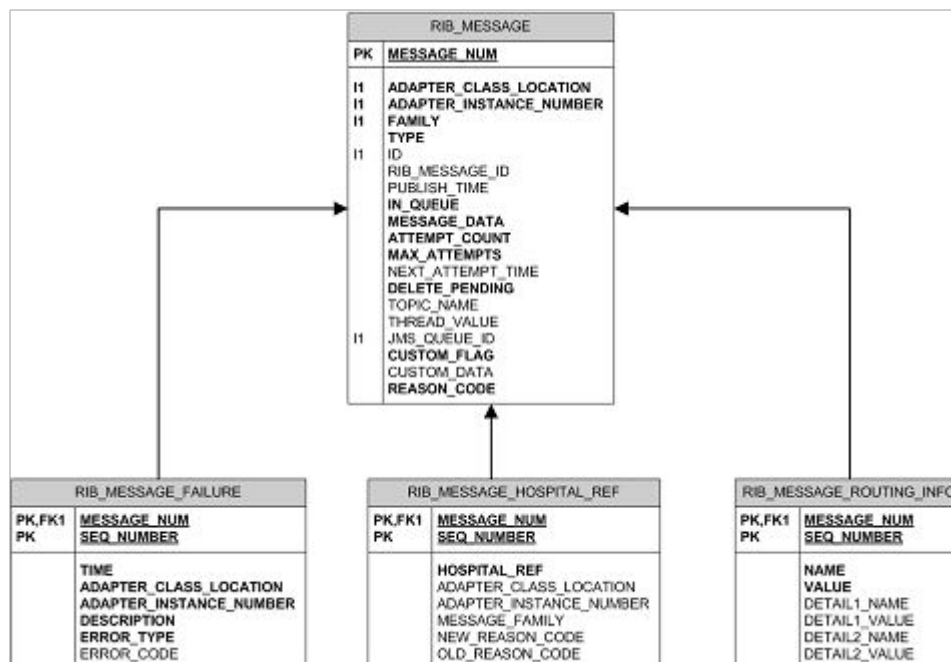 RIB_MESSAGE
PK MESSAGE_NUM
I1 ADAPTER_CLASS_LOCATION
I1 ADAPTER_INSTANCE_NUMBER
I1 FAMILY
TYPE
I1 ID
RIB_MESSAGE_ID
PUBLISH_TIME
IN_QUEUE
MESSAGE_DATA
ATTEMPT_COUNT
MAX_ATTEMPTS
NEXT_ATTEMPT_TIME
DELETE_PENDING
TOPIC_NAME
THREAD_VALUE
I1 JMS_QUEUE_ID
CUSTOM_FLAG
CUSTOM_DATA
REASON_CODE
RIB_MESSAGE_FAILURE
PK,FK1 MESSAGE_NUM
PK SEQ_NUMBER
TIME
ADAPTER_CLASS_LOCATION
ADAPTER_INSTANCE_NUMBER
DESCRIPTION
ERROR_TYPE
ERROR_CODE
RIB_MESSAGE_HOSPITAL_REF
PK,FK1 MESSAGE_NUM
PK SEQ_NUMBER
HOSPITAL_REF
ADAPTER_CLASS_LOCATION
ADAPTER_INSTANCE_NUMBER
MESSAGE_FAMILY
NEW_REASON_CODE
OLD_REASON_CODE
RIB_MESSAGE_ROUTING_INFO
PK,FK1 MESSAGE_NUM
PK SEQ_NUMBER
NAME
VALUE
DETAIL1_NAME
DETAIL1_VALUE
DETAIL2_NAME
DETAIL2_VALUE